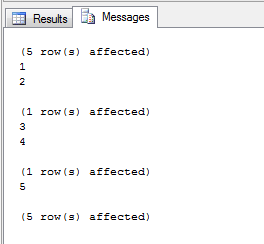 Results Messages
(5 row(s) affected)
1
2
(1 row(s) affected)
3
4
(1 row(s) affected)
5
(5 row(s) affected)